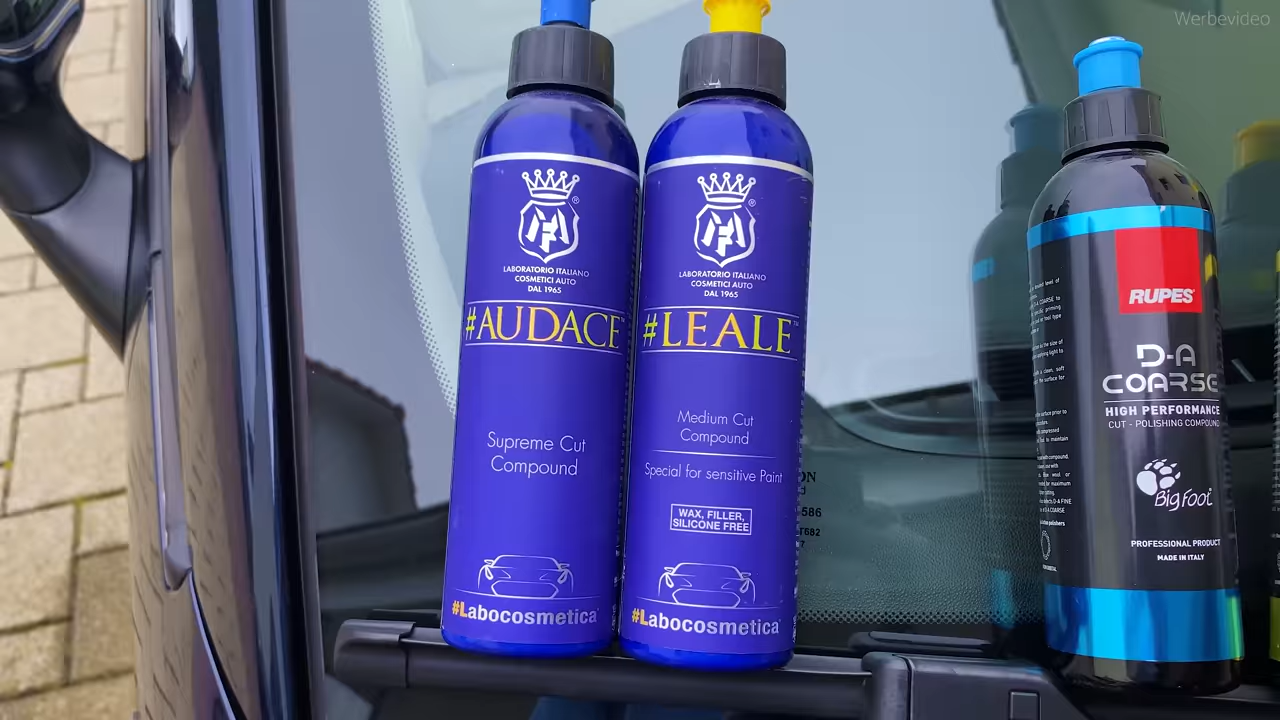 Werbevideo
LABORATORIO ITALIANO
COSMETICI AUTO
DAL 1965
#AUDACE
Supreme Cut
Compound
#Labocosmetica
LABORATORIO ITALIANO
COSMETICI AUTO
DAL 1965
#LEALE
Medium Cut
Compound
Special for sensitive Paint
WAX, FILLER,
SILICONE FREE
#Labocosmetica
RUPES
D-A
COARSE
HIGH PERFORMANCE
CUT - POLISHING COMPOUND
BigFoot
PROFESSIONAL PRODUCT
MADE IN ITALY